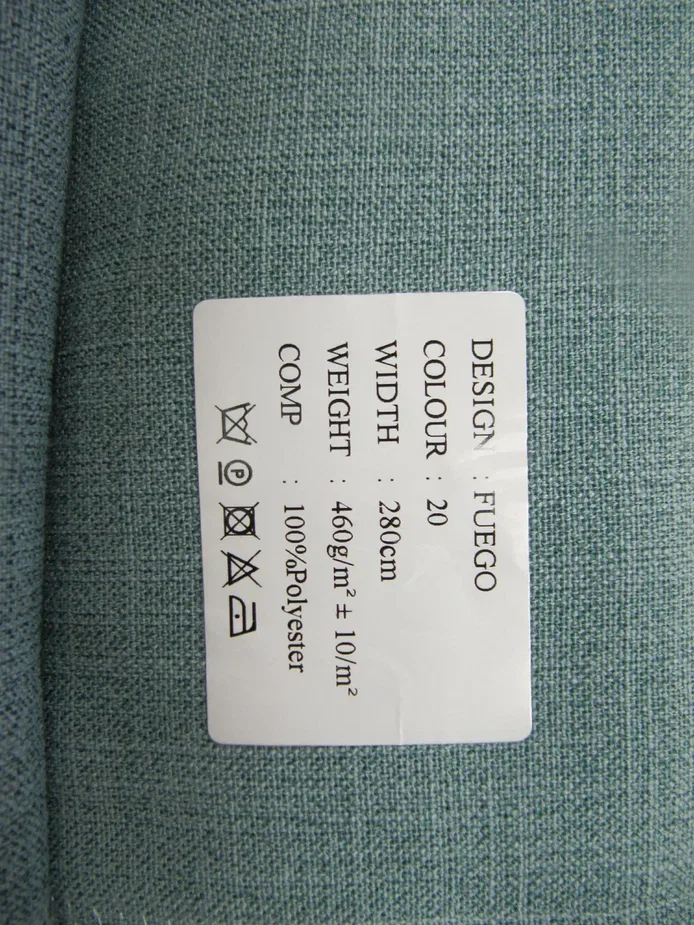 DESIGN : FUEGO
COLOUR : 20
WIDTH : 280cm
WEIGHT : 460g/m² ± 10/m²
COMP : 100%Polyester
P